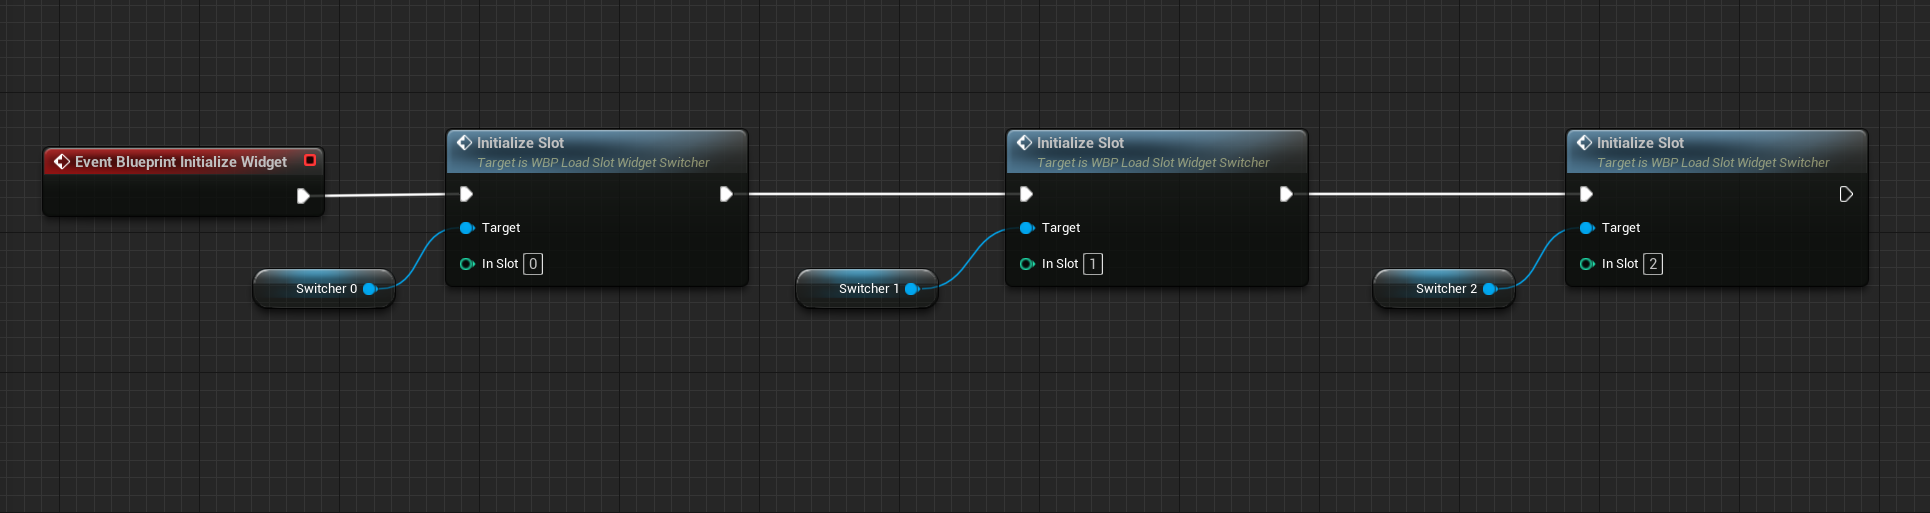 Event Blueprint Initialize Widget
Initialize Slot
Target is WBP Load Slot Widget Switcher
Target
In Slot 0
Switcher 0
Initialize Slot
Target is WBP Load Slot Widget Switcher
Target
In Slot 1
Switcher 1
Initialize Slot
Target is WBP Load Slot Widget Switcher
Target
In Slot 2
Switcher 2